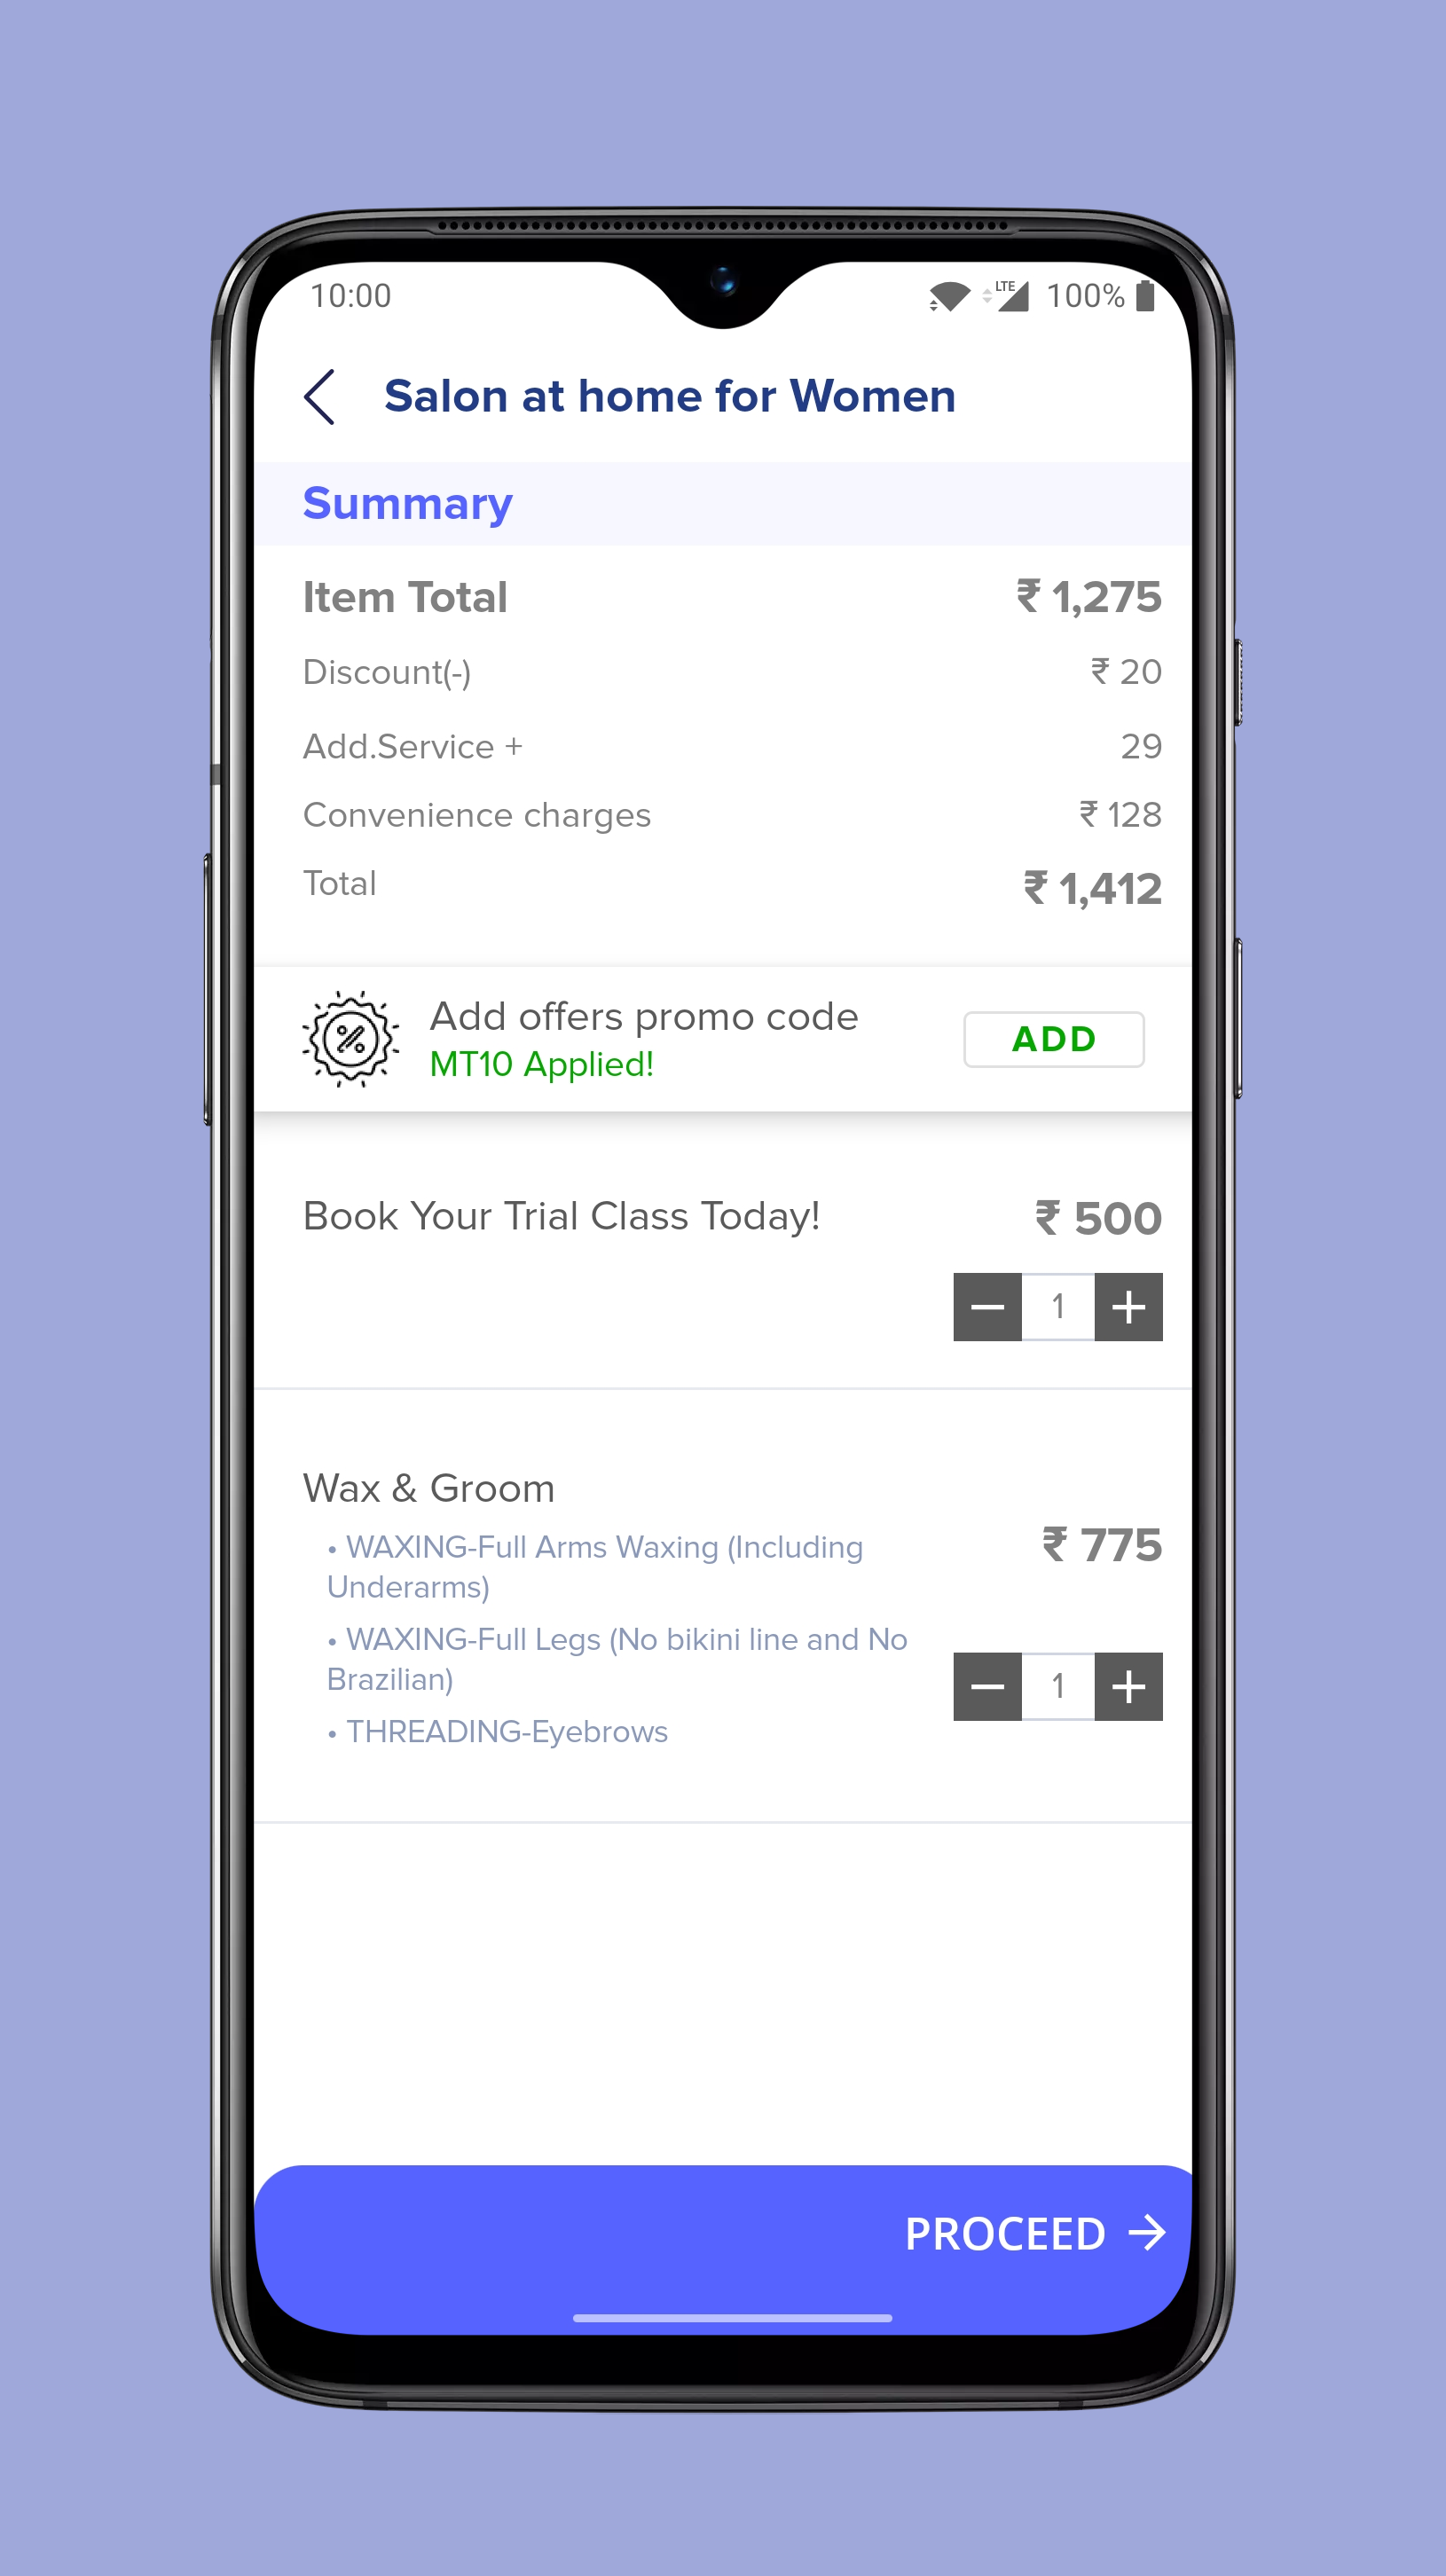 10:00 LTE 100%
Salon at home for Women
Summary
Item Total ₹ 1,275
Discount(-) ₹ 20
Add.Service + 29
Convenience charges ₹ 128
Total ₹ 1,412
Add offers promo code
MT10 Applied!
ADD
Book Your Trial Class Today! ₹ 500
1
Wax & Groom
• WAXING-Full Arms Waxing (Including
Underarms)
₹ 775
• WAXING-Full Legs (No bikini line and No
Brazilian)
1
• THREADING-Eyebrows
PROCEED →